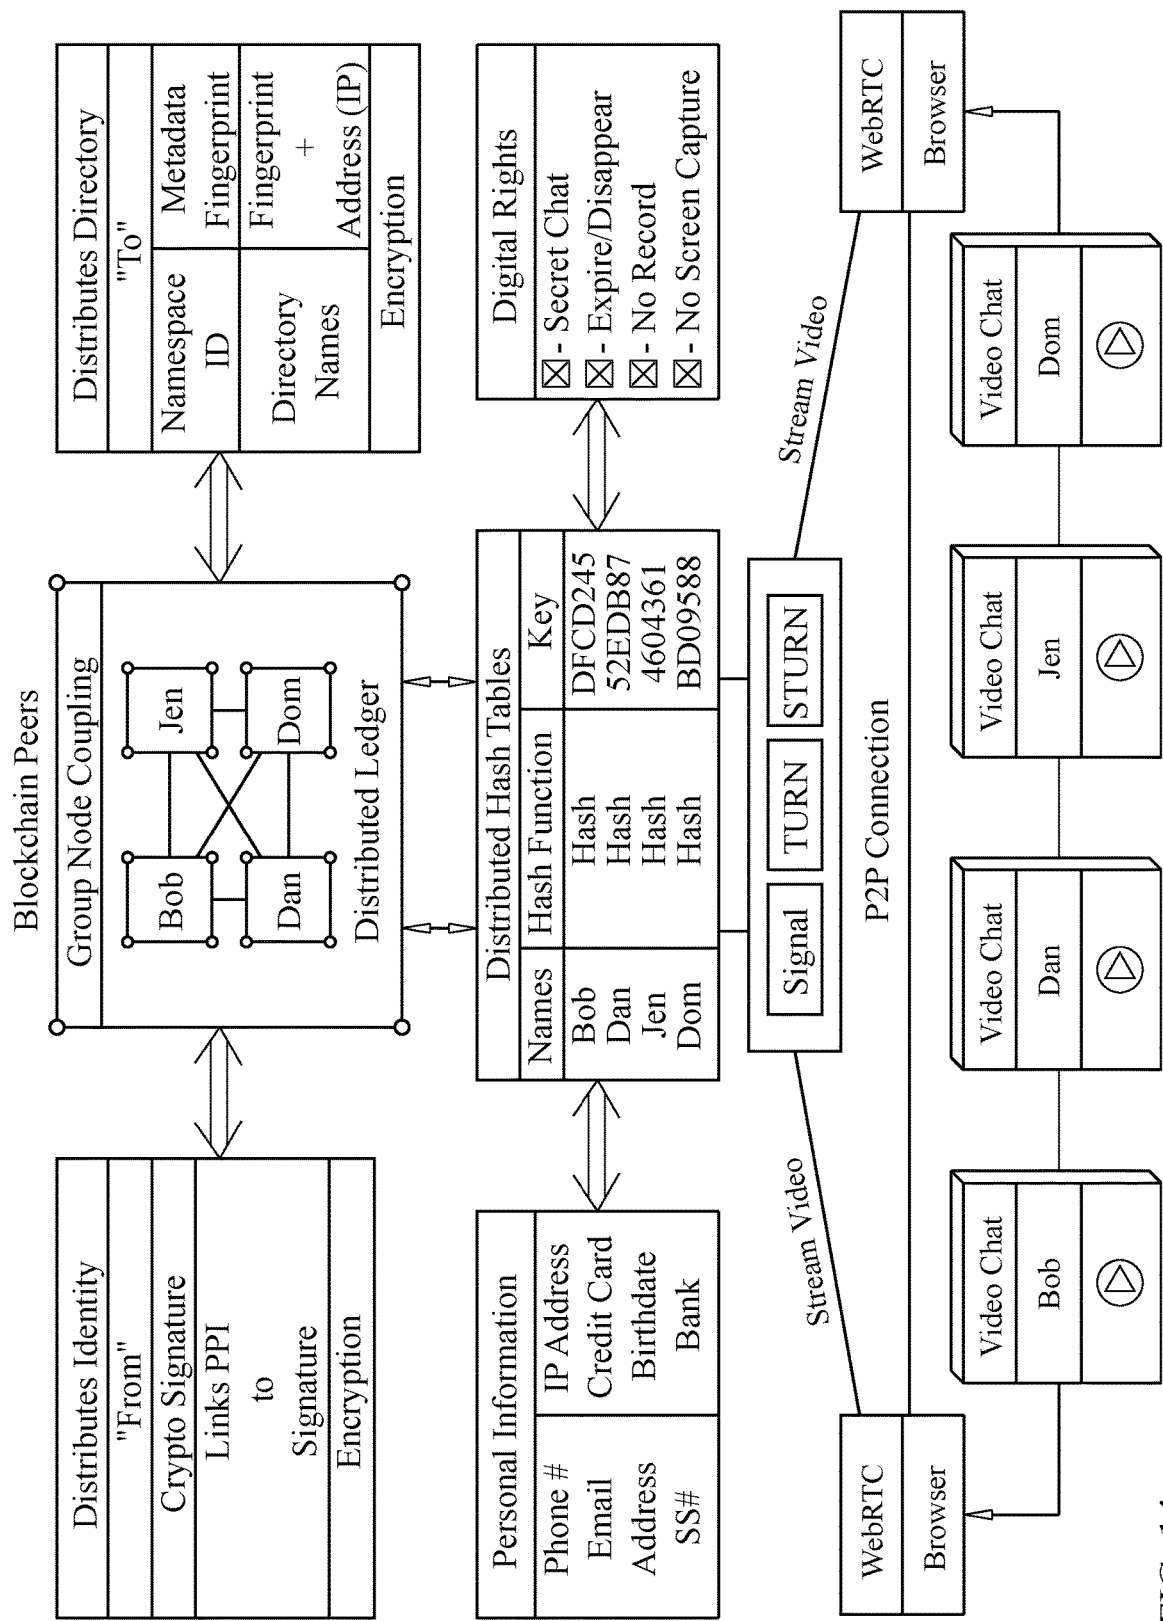 Blockchain Peers
Distributes Identity
"From"
Crypto Signature
Links PPI
to
Signature
Encryption
Group Node Coupling
Bob
Jen
Dan
Dom
Distributed Ledger
Distributes Directory
"To"
Namespace
ID
Metadata
Fingerprint
Directory
Names
Fingerprint
+
Address (IP)
Encryption
Personal Information
Phone #
Email
Address
SS#
IP Address
Credit Card
Birthdate
Bank
Distributed Hash Tables
Names Hash Function Key
Bob Hash DFCD245
Dan Hash 52EDB87
Jen Hash 4604361
Dom Hash BD09588
Digital Rights
☒- Secret Chat
☒- Expire/Disappear
☒- No Record
☒- No Screen Capture
Signal TURN STURN
P2P Connection
Stream Video
Stream Video
WebRTC
Browser
WebRTC
Browser
Video Chat
Bob
Video Chat
Dan
Video Chat
Jen
Video Chat
Dom